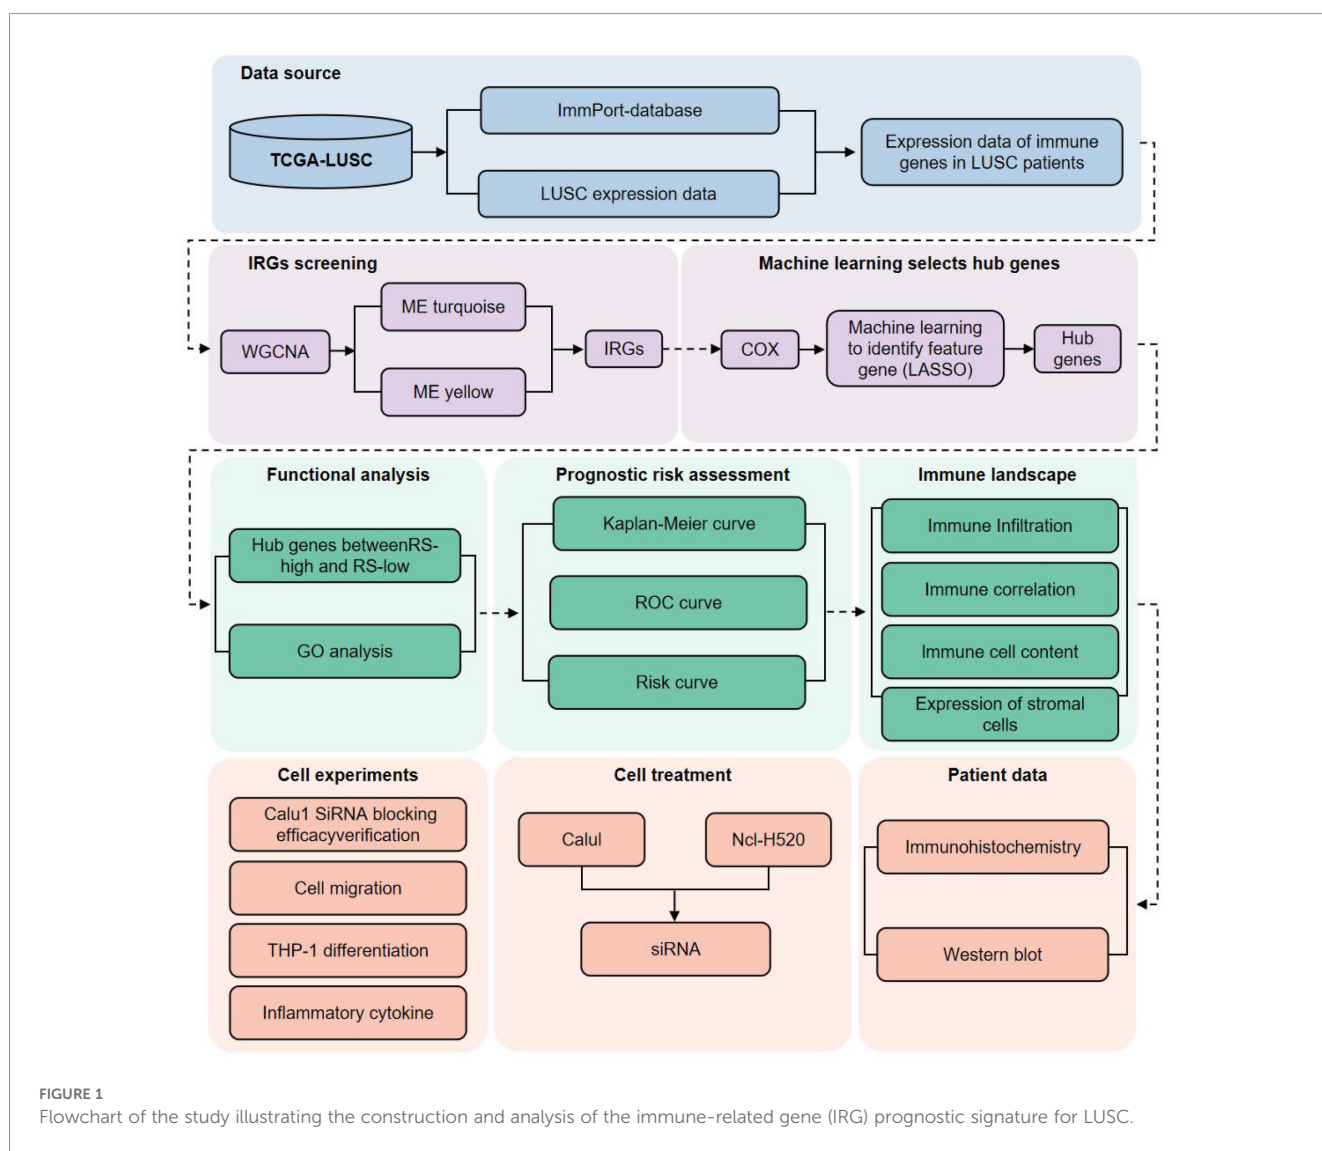 Data source
TCGA-LUSC
ImmPort-database
LUSC expression data
Expression data of immune
genes in LUSC patients
IRGs screening
WGCNA
ME turquoise
ME yellow
IRGs
Machine learning selects hub genes
COX
Machine learning
to identify feature
gene (LASSO)
Hub
genes
Functional analysis
Hub genes betweenRS-
high and RS-low
GO analysis
Prognostic risk assessment
Kaplan-Meier curve
ROC curve
Risk curve
Immune landscape
Immune Infiltration
Immune correlation
Immune cell content
Expression of stromal
cells
Cell experiments
Calu1 SiRNA blocking
efficacyverification
Cell migration
THP-1 differentiation
Inflammatory cytokine
Cell treatment
Calul
Ncl-H520
siRNA
Patient data
Immunohistochemistry
Western blot
FIGURE 1
Flowchart of the study illustrating the construction and analysis of the immune-related gene (IRG) prognostic signature for LUSC.